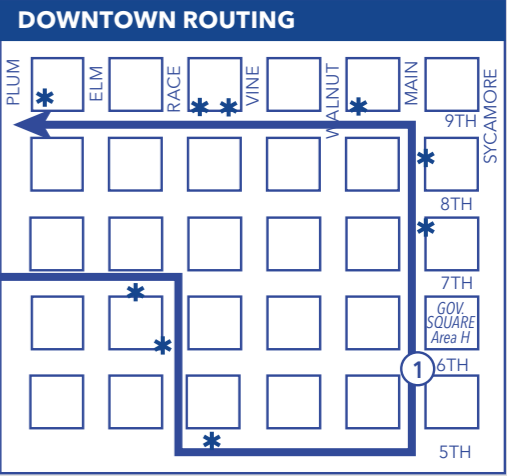 DOWNTOWN ROUTING
PLUM
ELM
RACE
VINE
WALNUT
MAIN
SYCAMORE
9TH
8TH
7TH
GOV.
SQUARE
Area H
1
6TH
5TH